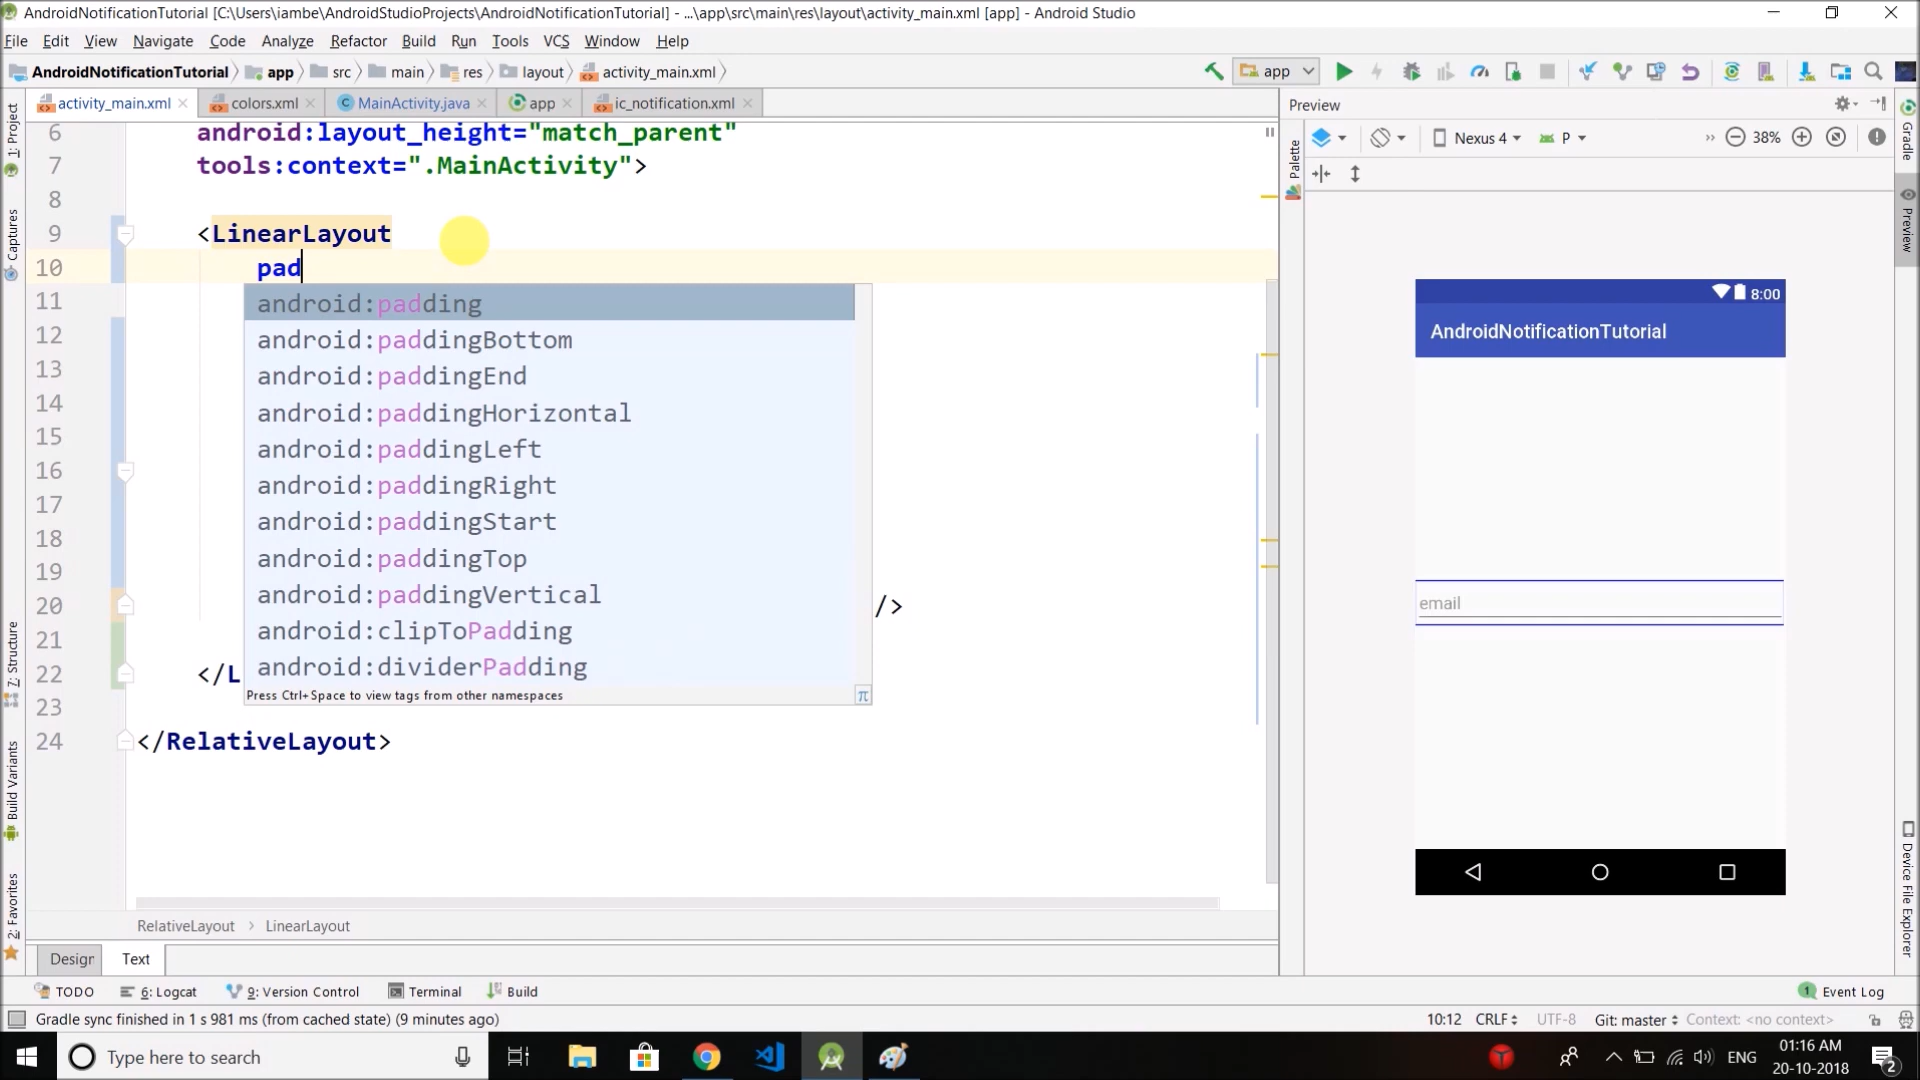 AndroidNotificationTutorial [C:\Users\iambe\AndroidStudioProjects\AndroidNotificationTutorial] - ...\app\src\main\res\layout\activity_main.xml [app] - Android Studio
File Edit View Navigate Code Analyze Refactor Build Run Tools VCS Window Help
AndroidNotificationTutorial app src main res layout activity_main.xml app
activity_main.xml colors.xml MainActivity.java app ic_notification.xml
Preview
1: Project
Captures
7: Structure
Build Variants
2: Favorites
6 android:layout_height="match_parent"
7 tools:context=".MainActivity">
8
9 <LinearLayout
10 pad
11 android:padding
12 android:paddingBottom
13 android:paddingEnd
14 android:paddingHorizontal
15 android:paddingLeft
16 android:paddingRight
17 android:paddingStart
18 android:paddingTop
19 android:paddingVertical
20 />
21 android:clipToPadding
22 </L android:dividerPadding
Press Ctrl+Space to view tags from other namespaces π
23
24 </RelativeLayout>
RelativeLayout › LinearLayout
Design Text
Palette
Nexus 4 P » 38%
8:00
AndroidNotificationTutorial
email
Gradle
Preview
Device File Explorer
TODO 6: Logcat 9: Version Control Terminal Build 1 Event Log
Gradle sync finished in 1 s 981 ms (from cached state) (9 minutes ago) 10:12 CRLF UTF-8 Git: master Context: <no context>
Type here to search ENG 01:16 AM
20-10-2018 2